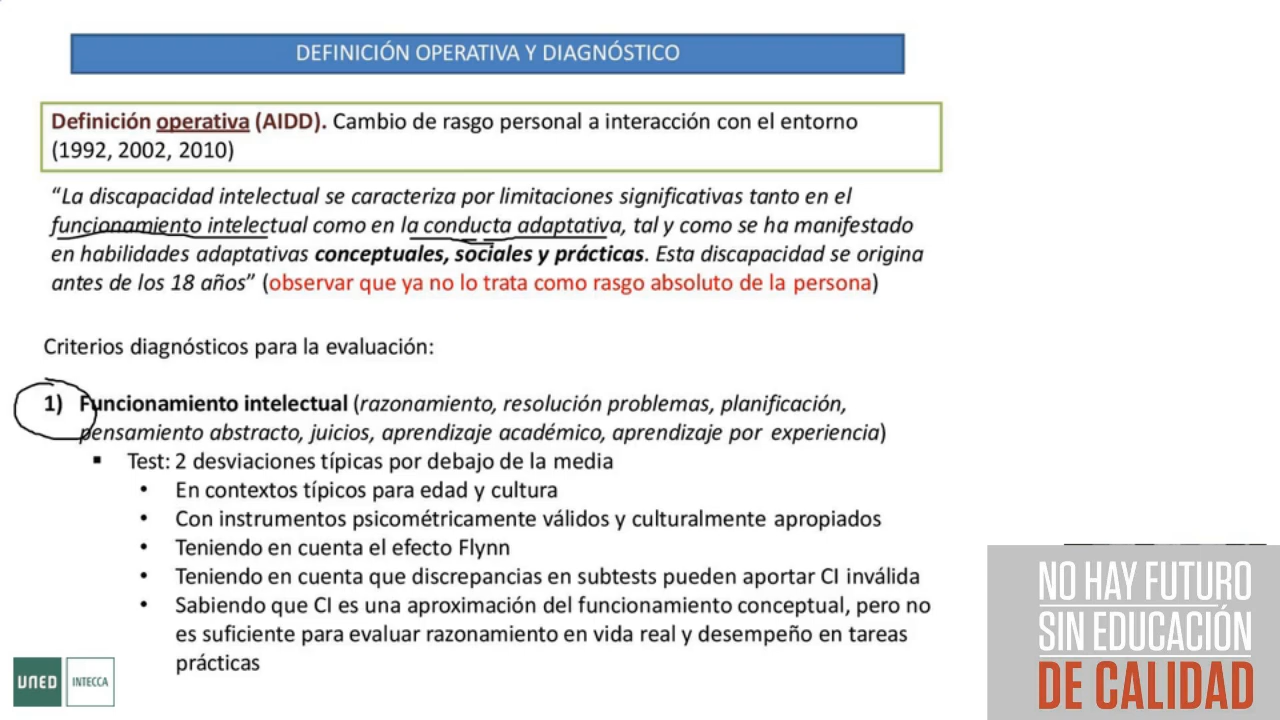 DEFINICIÓN OPERATIVA Y DIAGNÓSTICO
Definición operativa (AIDD). Cambio de rasgo personal a interacción con el entorno
(1992, 2002, 2010)
“La discapacidad intelectual se caracteriza por limitaciones significativas tanto en el
funcionamiento intelectual como en la conducta adaptativa, tal y como se ha manifestado
en habilidades adaptativas conceptuales, sociales y prácticas. Esta discapacidad se origina
antes de los 18 años” (observar que ya no lo trata como rasgo absoluto de la persona)
Criterios diagnósticos para la evaluación:
1) Funcionamiento intelectual (razonamiento, resolución problemas, planificación,
pensamiento abstracto, juicios, aprendizaje académico, aprendizaje por experiencia)
▪ Test: 2 desviaciones típicas por debajo de la media
• En contextos típicos para edad y cultura
• Con instrumentos psicométricamente válidos y culturalmente apropiados
• Teniendo en cuenta el efecto Flynn
• Teniendo en cuenta que discrepancias en subtests pueden aportar CI inválida
• Sabiendo que CI es una aproximación del funcionamiento conceptual, pero no
es suficiente para evaluar razonamiento en vida real y desempeño en tareas
prácticas
UNED
INTECCA
NO HAY FUTURO
SIN EDUCACIÓN
DE CALIDAD